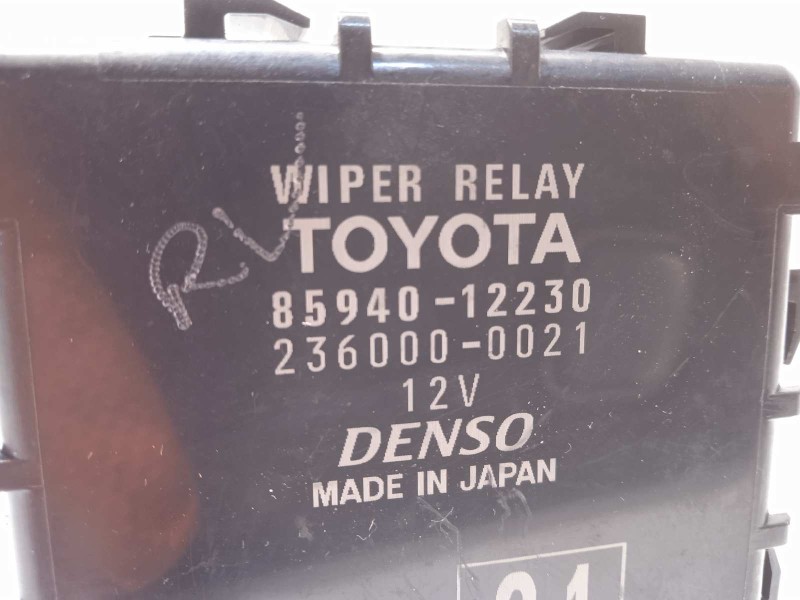 WIPER RELAY
TOYOTA
85940-12230
236000-0021
12V
DENSO
MADE IN JAPAN